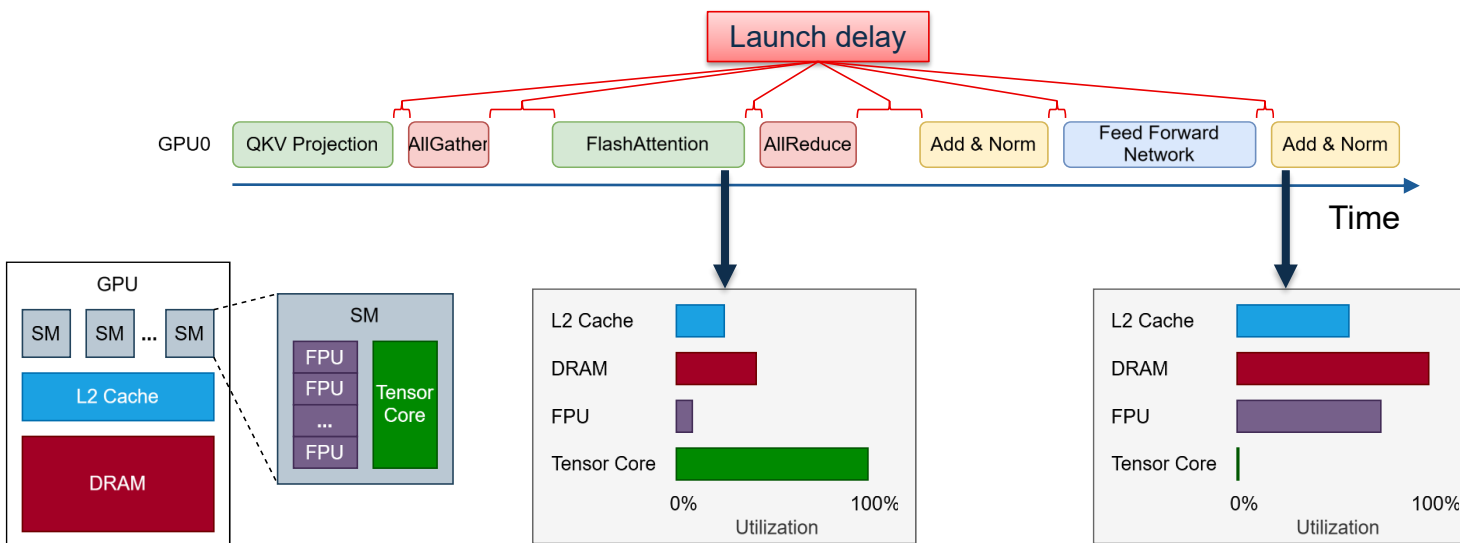 Launch delay
GPU0
QKV Projection
AllGather
FlashAttention
AllReduce
Add & Norm
Feed Forward
Network
Add & Norm
Time
GPU
SM
SM
...
SM
L2 Cache
DRAM
SM
FPU
FPU
...
FPU
Tensor
Core
L2 Cache
DRAM
FPU
Tensor Core
0%
100%
Utilization
L2 Cache
DRAM
FPU
Tensor Core
0%
100%
Utilization